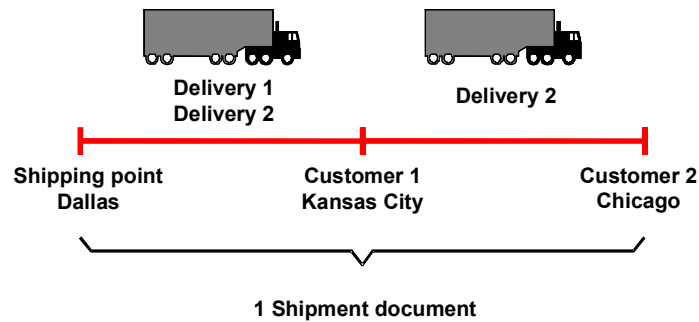 Delivery 1
Delivery 2
Delivery 2
Shipping point
Dallas
Customer 1
Kansas City
Customer 2
Chicago
1 Shipment document